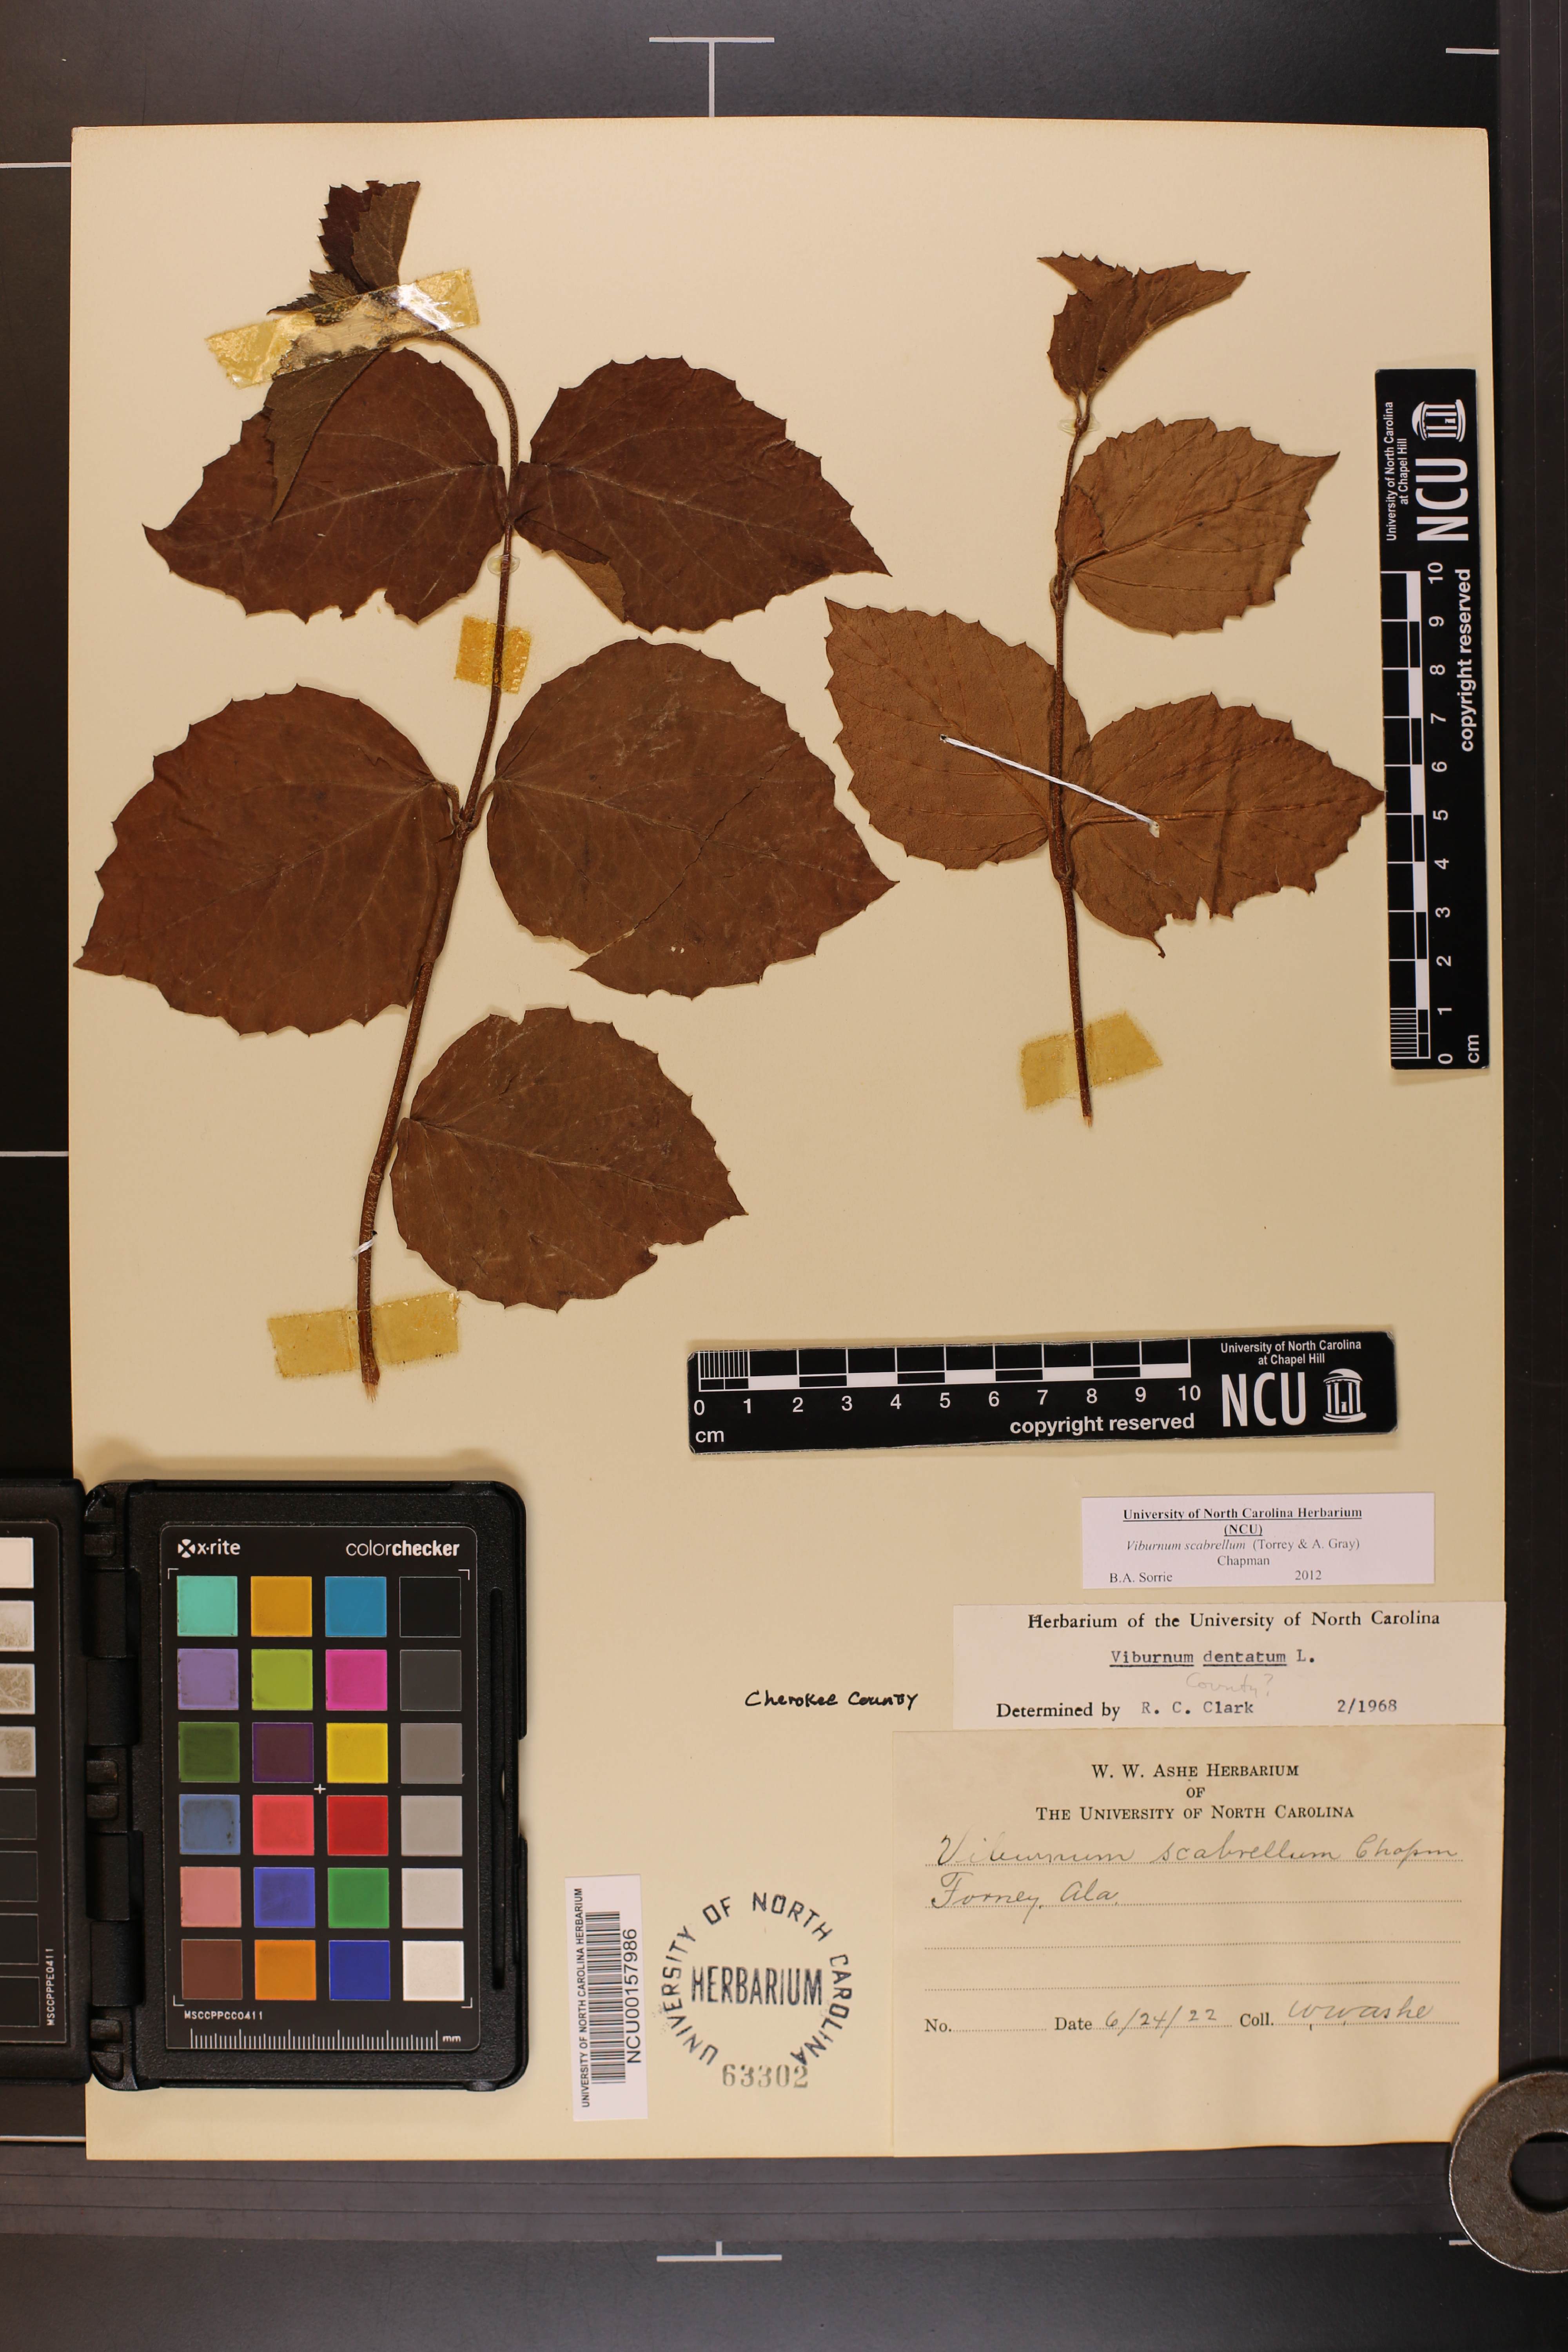 University of North Carolina
at Chapel Hill
NCU
copyright reserved
0 1 2 3 4 5 6 7 8 9 10
cm
University of North Carolina
at Chapel Hill
NCU
copyright reserved
0 1 2 3 4 5 6 7 8 9 10
cm
x-rite colorchecker
MSCCPPCC0411
mm
MSCCPPPE0411
University of North Carolina Herbarium
(NCU)
Viburnum scabrellum (Torrey & A. Gray)
Chapman
B.A. Sorrie 2012
Herbarium of the University of North Carolina
Viburnum dentatum L.
County?
Determined by R. C. Clark 2/1968
Cherokee County
W. W. Ashe Herbarium
OF
The University of North Carolina
Viburnum scabrellum Chapm
Forney, Ala.
No. Date 6/24/22 Coll. W.W. Ashe
UNIVERSITY OF NORTH CAROLINA HERBARIUM
NCU00157986
UNIVERSITY OF NORTH CAROLINA
HERBARIUM
63302